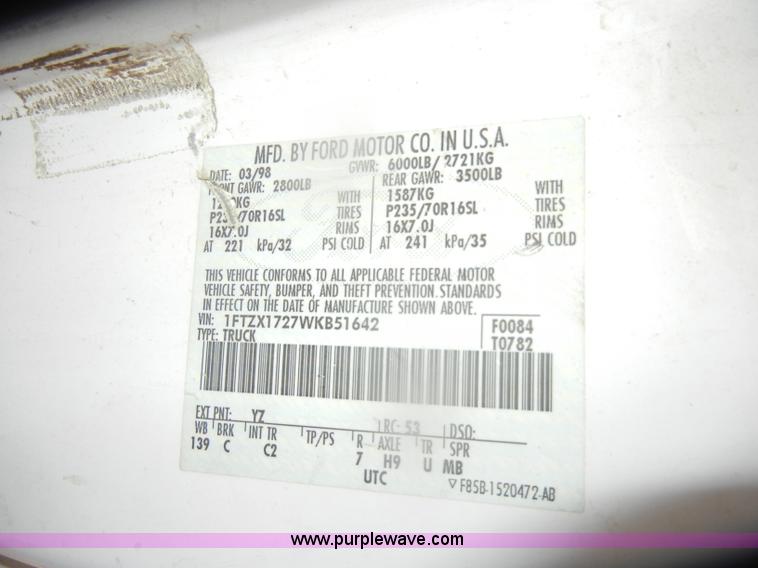 MFD. BY FORD MOTOR CO. IN U.S.A.
DATE: 03/98 GVWR: 6000LB/2721KG
FRONT GAWR: 2800LB REAR GAWR: 3500LB
WITH 1587KG WITH
P235/70R16SL TIRES P235/70R16SL TIRES
16X7.0J RIMS 16X7.0J RIMS
AT 221 kPa/32 PSI COLD AT 241 kPa/35 PSI COLD
THIS VEHICLE CONFORMS TO ALL APPLICABLE FEDERAL MOTOR
VEHICLE SAFETY, BUMPER, AND THEFT PREVENTION STANDARDS
IN EFFECT ON THE DATE OF MANUFACTURE SHOWN ABOVE.
VIN: 1FTZX1727WKB51642 F0084
TYPE: TRUCK T0782
EXT PNT: YZ RC: 53 DSO:
WB BRK INT TR TP/PS R AXLE TR SPR
139 C C2 7 H9 U MB
UTC
▽ F85B-1520472-AB
www.purplewave.com